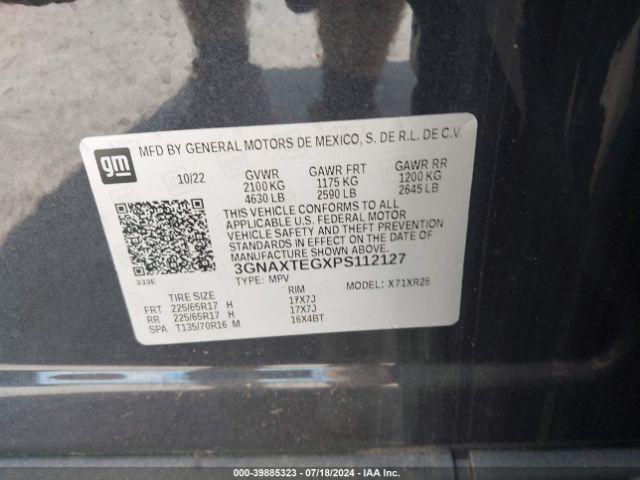 gm
MFD BY GENERAL MOTORS DE MEXICO, S. DE R.L. DE C.V.
10/22 GVWR GAWR FRT GAWR RR
2100 KG 1175 KG 1200 KG
4630 LB 2590 LB 2645 LB
THIS VEHICLE CONFORMS TO ALL
APPLICABLE U.S. FEDERAL MOTOR
VEHICLE SAFETY AND THEFT PREVENTION
STANDARDS IN EFFECT ON THE DATE OF
MANUFACTURE SHOWN ABOVE.
333E 3GNAXTEGXPS112127
TYPE: MPV MODEL: X71XR26
TIRE SIZE RIM
FRT 225/65R17 H 17X7J
RR 225/65R17 H 17X7J
SPA T135/70R16 M 16X4BT
000-39885323 - 07/18/2024 - IAA Inc.